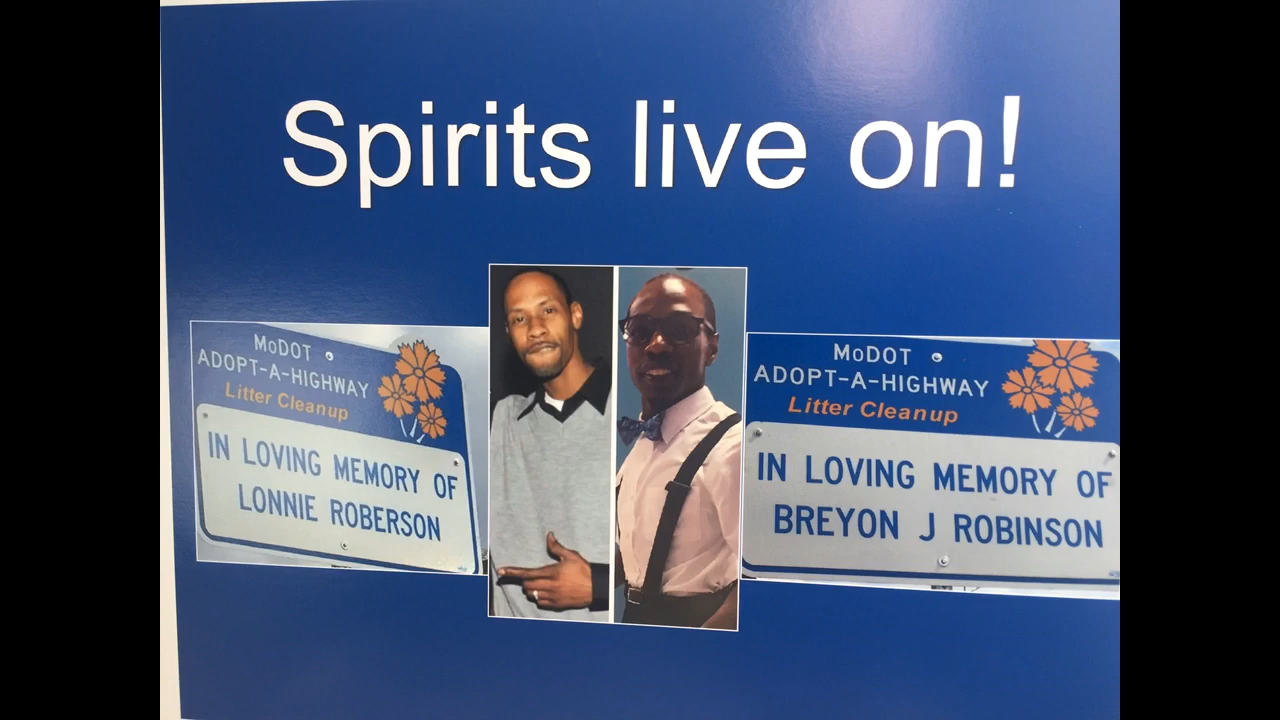 Spirits live on!
MoDOT
ADOPT-A-HIGHWAY
Litter Cleanup
IN LOVING MEMORY OF
LONNIE ROBERSON
MoDOT
ADOPT-A-HIGHWAY
Litter Cleanup
IN LOVING MEMORY OF
BREYON J ROBINSON